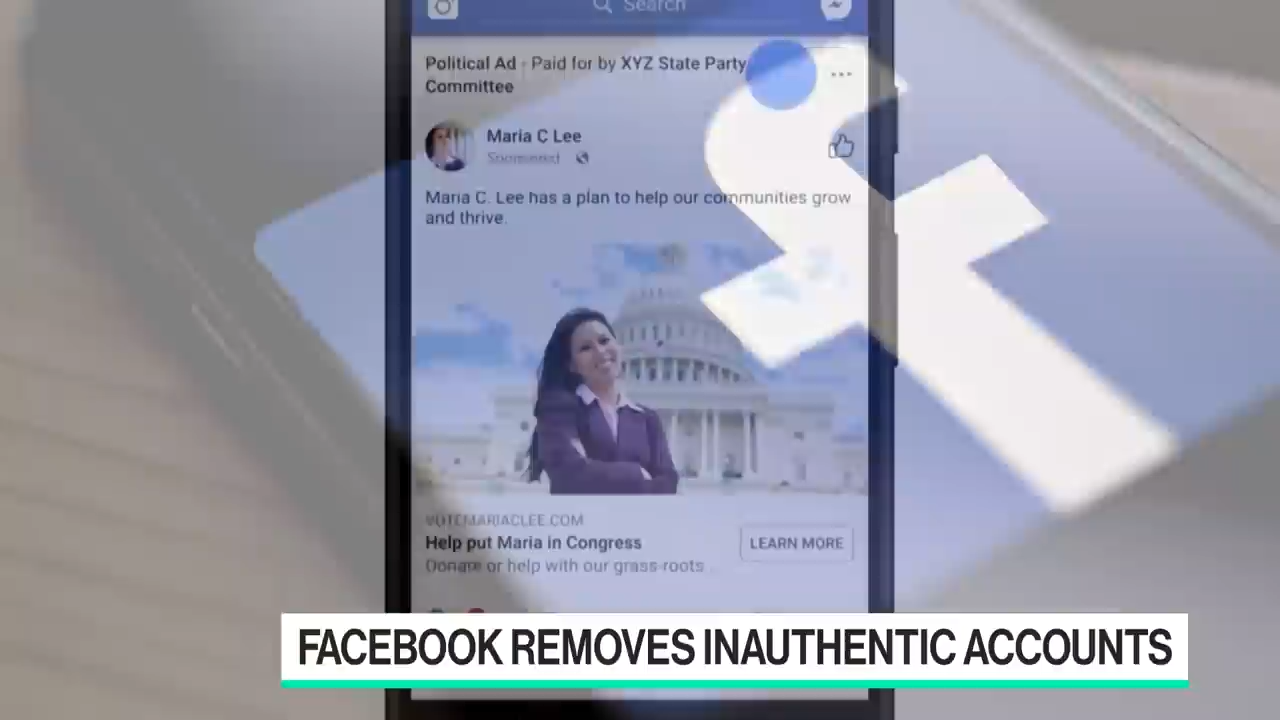 Search
Political Ad - Paid for by XYZ State Party
Committee
Maria C Lee
Sponsored
Maria C. Lee has a plan to help our communities grow
and thrive.
VOTEMARIACLEE.COM
Help put Maria in Congress
LEARN MORE
Donate or help with our grass-roots ...
FACEBOOK REMOVES INAUTHENTIC ACCOUNTS